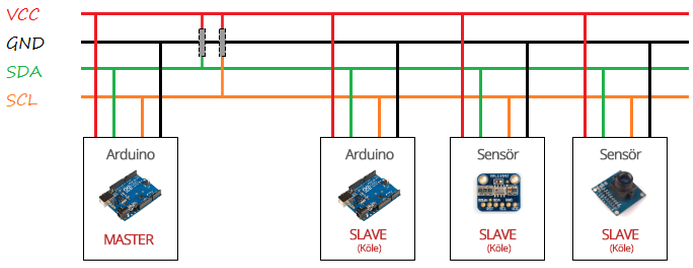 VCC
GND
SDA
SCL
Arduino
MASTER
Arduino
SLAVE
(Köle)
Sensör
SLAVE
(Köle)
Sensör
SLAVE
(Köle)